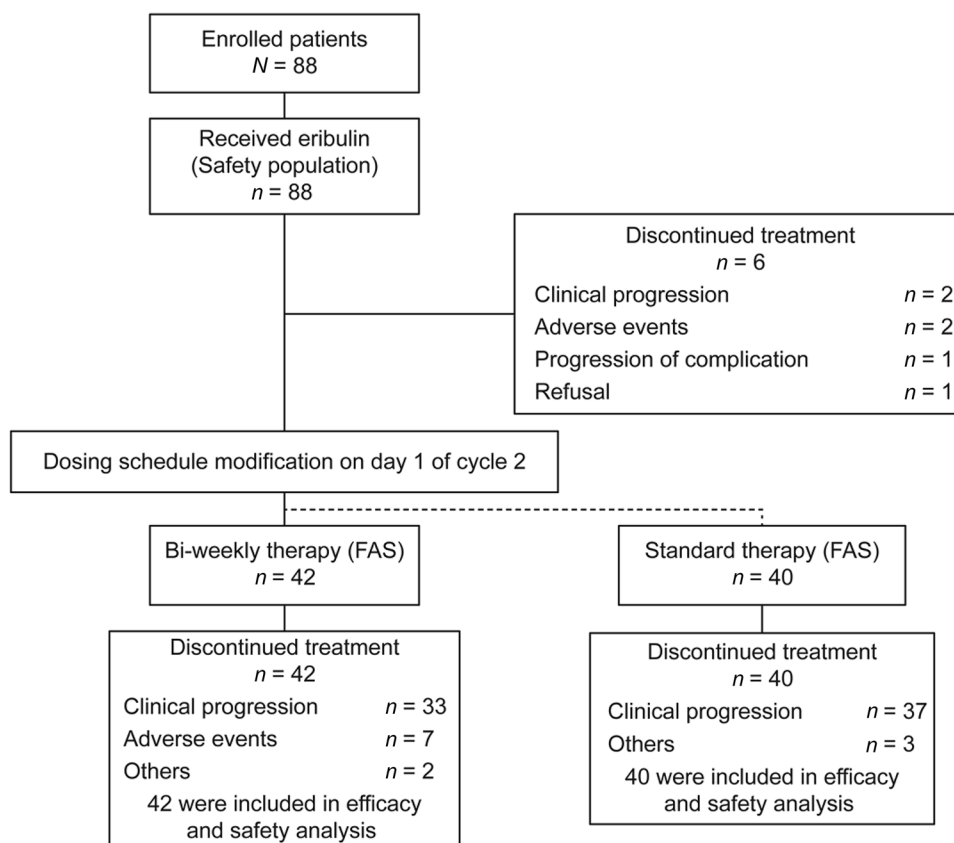 Enrolled patients
N = 88
Received eribulin
(Safety population)
n = 88
Discontinued treatment
n = 6
Clinical progression n = 2
Adverse events n = 2
Progression of complication n = 1
Refusal n = 1
Dosing schedule modification on day 1 of cycle 2
Bi-weekly therapy (FAS)
n = 42
Standard therapy (FAS)
n = 40
Discontinued treatment
n = 42
Clinical progression n = 33
Adverse events n = 7
Others n = 2
42 were included in efficacy
and safety analysis
Discontinued treatment
n = 40
Clinical progression n = 37
Others n = 3
40 were included in efficacy
and safety analysis